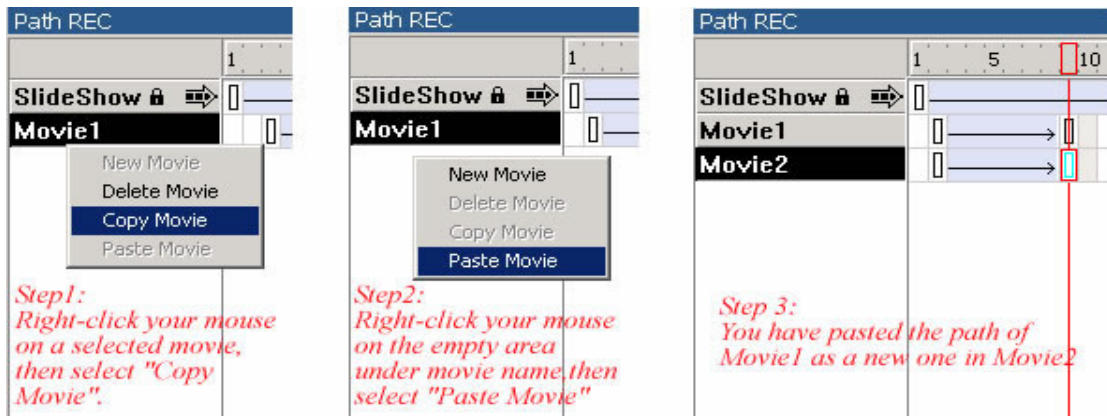 Path REC
1
SlideShow
Movie1
New Movie
Delete Movie
Copy Movie
Paste Movie
Step1:
Right-click your mouse
on a selected movie,
then select "Copy
Movie".
Path REC
1
SlideShow
Movie1
New Movie
Delete Movie
Copy Movie
Paste Movie
Step2:
Right-click your mouse
on the empty area
under movie name,then
select "Paste Movie"
Path REC
1 5 10
SlideShow
Movie1
Movie2
Step 3:
You have pasted the path of
Movie1 as a new one in Movie2